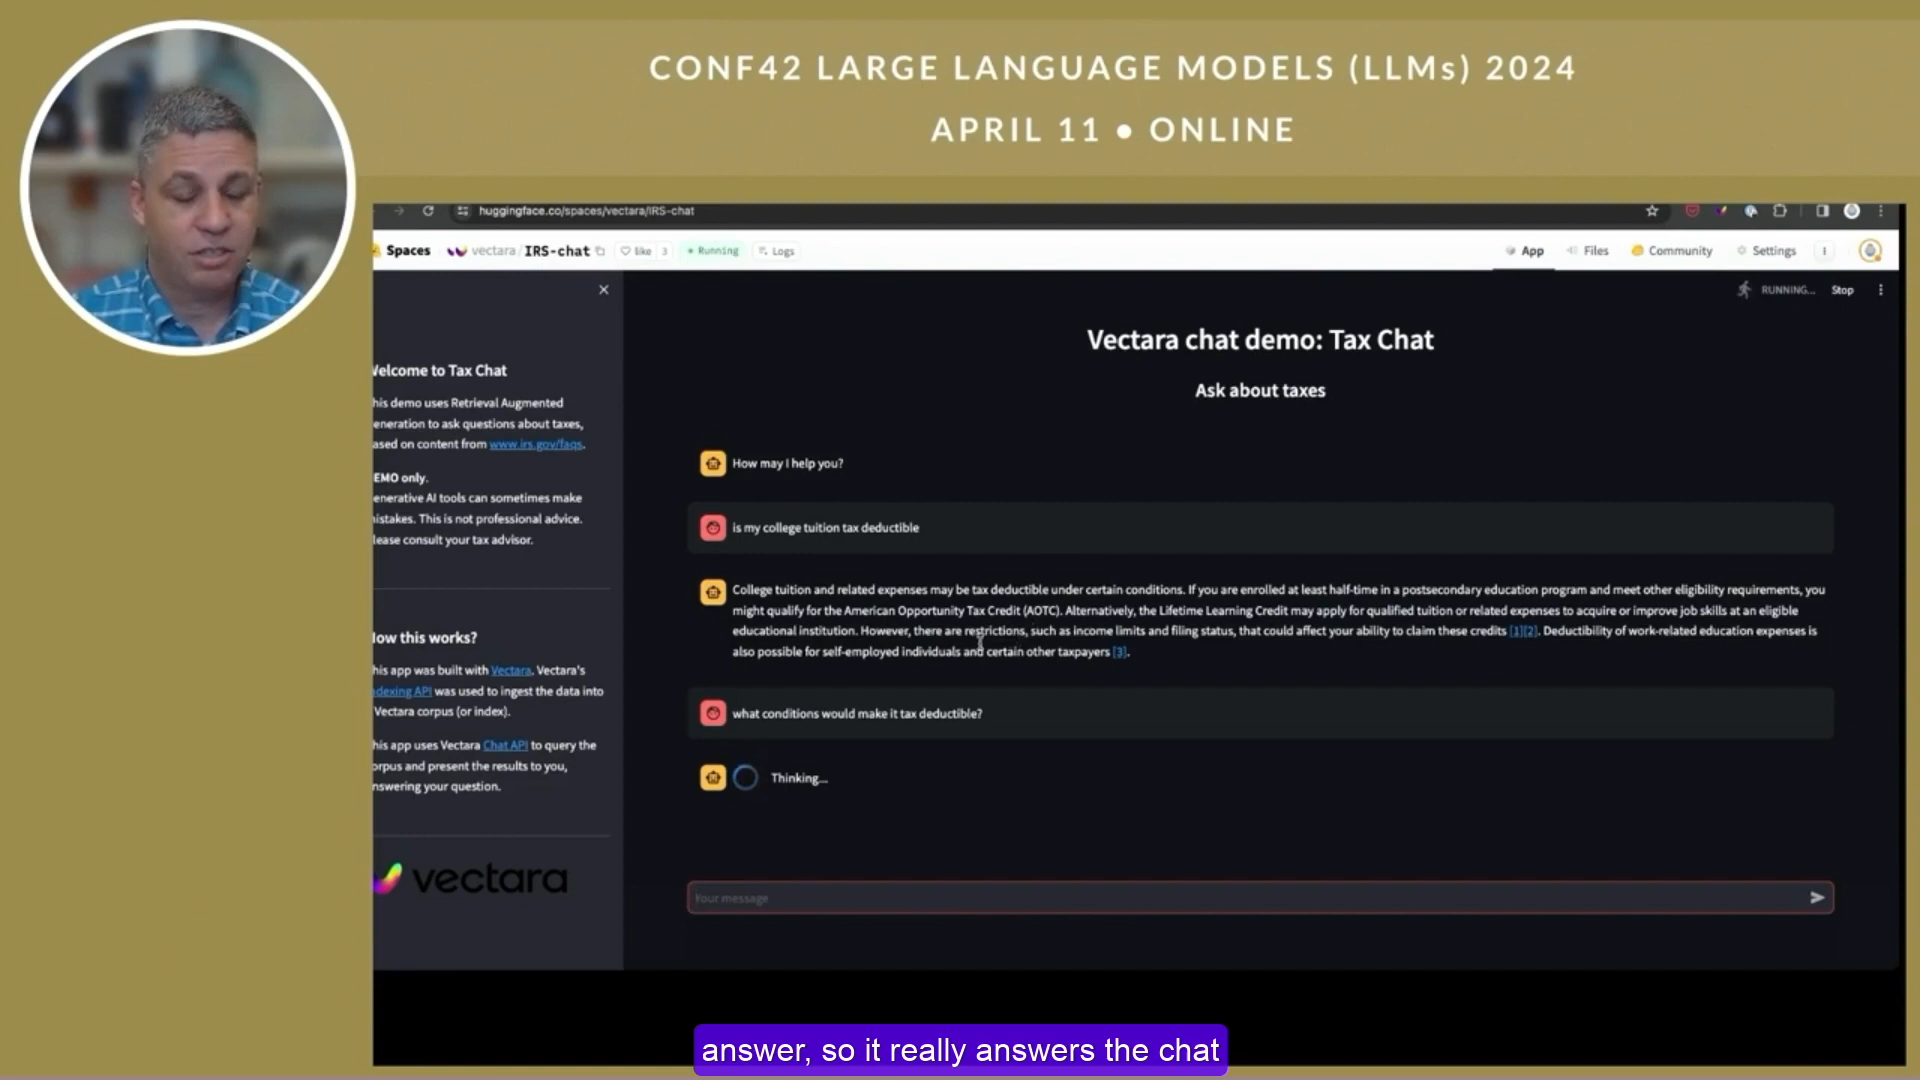 CONF42 LARGE LANGUAGE MODELS (LLMs) 2024
APRIL 11 • ONLINE
huggingface.co/spaces/vectara/IRS-chat
Spaces
vectara/IRS-chat
like 3
Running
Logs
App
Files
Community
Settings
RUNNING...
Stop
Velcome to Tax Chat
his demo uses Retrieval Augmented
eneration to ask questions about taxes,
ased on content from www.irs.gov/faqs.
EMO only.
enerative AI tools can sometimes make
istakes. This is not professional advice.
lease consult your tax advisor.
low this works?
his app was built with Vectara. Vectara's
ndexing API was used to ingest the data into
Vectara corpus (or index).
his app uses Vectara Chat API to query the
orpus and present the results to you,
nswering your question.
vectara
Vectara chat demo: Tax Chat
Ask about taxes
How may I help you?
is my college tuition tax deductible
College tuition and related expenses may be tax deductible under certain conditions. If you are enrolled at least half-time in a postsecondary education program and meet other eligibility requirements, you
might qualify for the American Opportunity Tax Credit (AOTC). Alternatively, the Lifetime Learning Credit may apply for qualified tuition or related expenses to acquire or improve job skills at an eligible
educational institution. However, there are restrictions, such as income limits and filing status, that could affect your ability to claim these credits [1][2]. Deductibility of work-related education expenses is
also possible for self-employed individuals and certain other taxpayers [3].
what conditions would make it tax deductible?
Thinking...
Your message
answer, so it really answers the chat